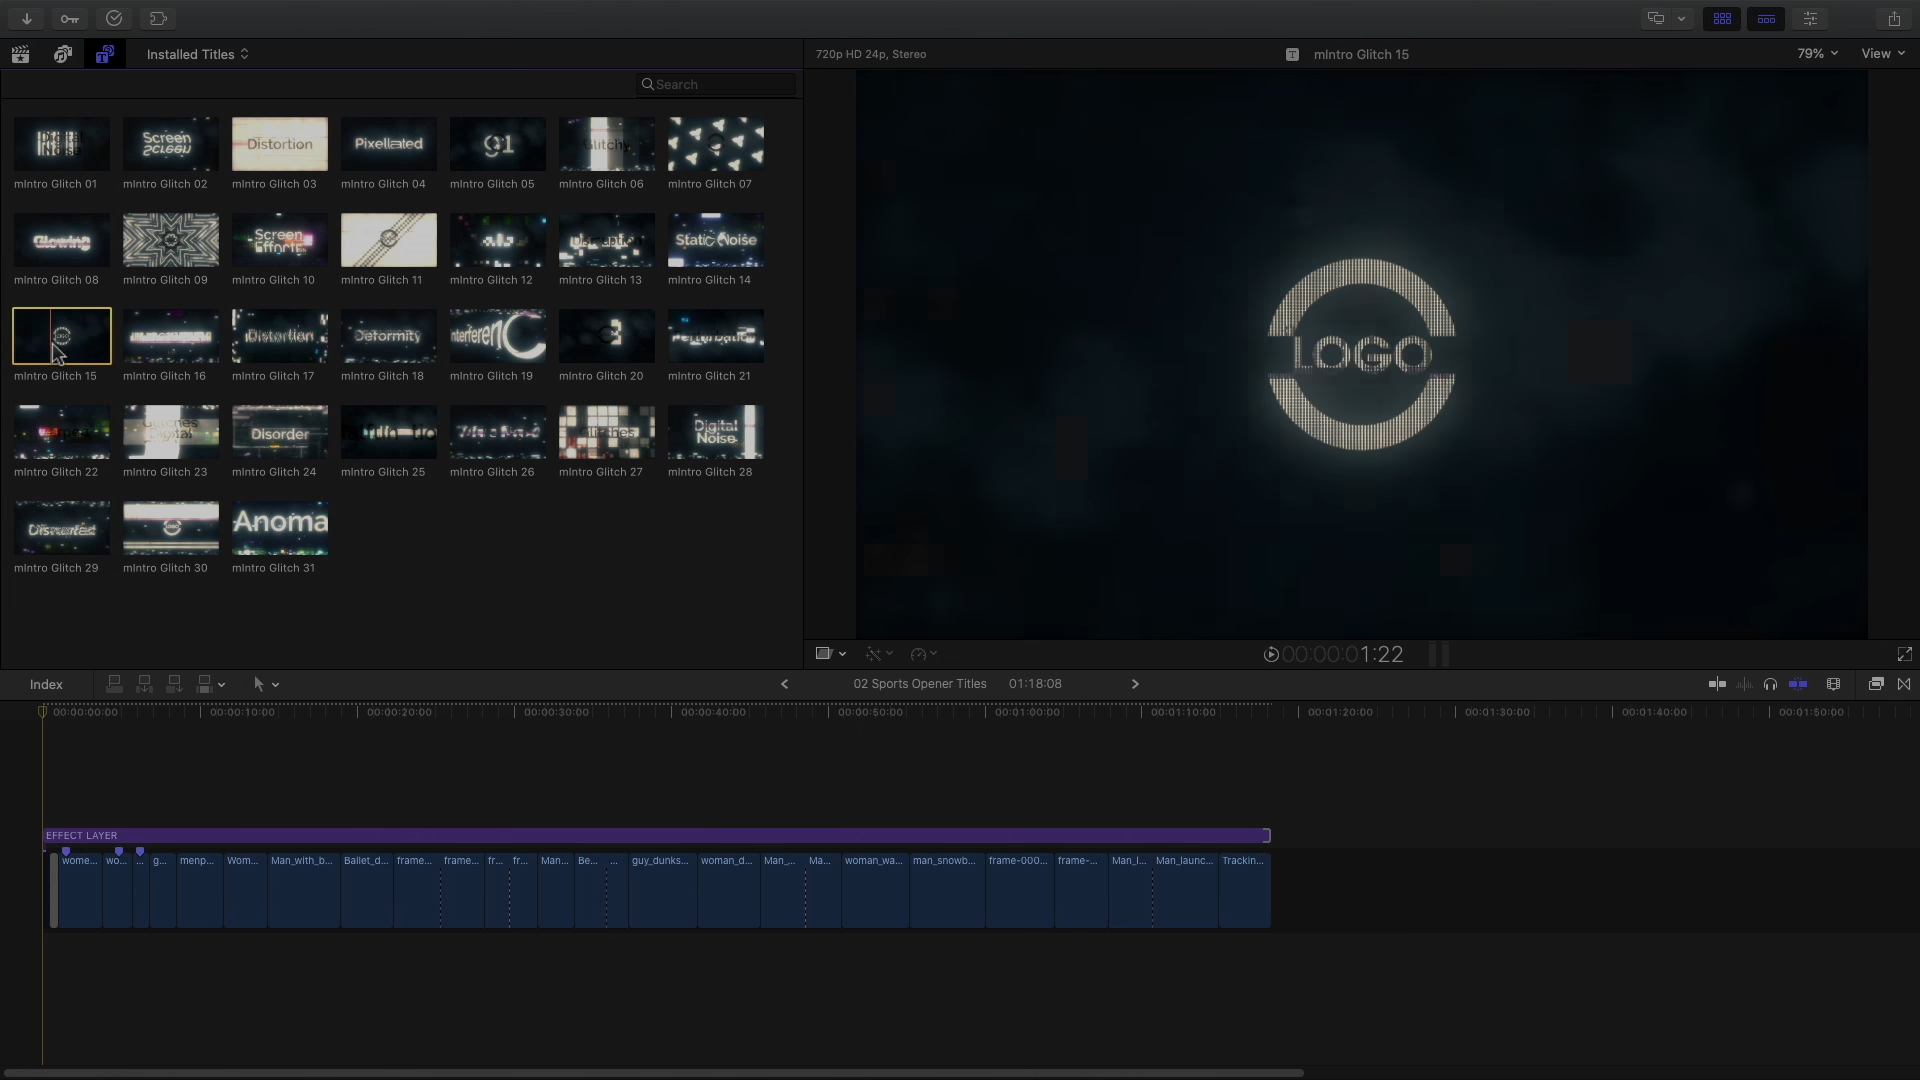 Installed Titles
Search
720p HD 24p, Stereo
mIntro Glitch 15
79%
View
Screen
Distortion
Pixellated
91
Glitchy
mIntro Glitch 01
mIntro Glitch 02
mIntro Glitch 03
mIntro Glitch 04
mIntro Glitch 05
mIntro Glitch 06
mIntro Glitch 07
Glowing
Screen
Effort
Static Noise
mIntro Glitch 08
mIntro Glitch 09
mIntro Glitch 10
mIntro Glitch 11
mIntro Glitch 12
mIntro Glitch 13
mIntro Glitch 14
Distortion
Deformity
mIntro Glitch 15
mIntro Glitch 16
mIntro Glitch 17
mIntro Glitch 18
mIntro Glitch 19
mIntro Glitch 20
mIntro Glitch 21
Glitches
Digital
Disorder
Glitches
Digital
Noise
mIntro Glitch 22
mIntro Glitch 23
mIntro Glitch 24
mIntro Glitch 25
mIntro Glitch 26
mIntro Glitch 27
mIntro Glitch 28
Anoma
mIntro Glitch 29
mIntro Glitch 30
mIntro Glitch 31
LOGO
00:00:01:22
Index
02 Sports Opener Titles
01:18:08
00:00:00:00
00:00:10:00
00:00:20:00
00:00:30:00
00:00:40:00
00:00:50:00
00:01:00:00
00:01:10:00
00:01:20:00
00:01:30:00
00:01:40:00
00:01:50:00
EFFECT LAYER
wome...
wo...
...
g...
menp...
Wom...
Man_with_b...
Ballet_d...
frame...
frame...
fr...
fr...
Man...
Be...
...
guy_dunks...
woman_d...
Man_...
Ma...
woman_wa...
man_snowb...
frame-000...
frame-...
Man_l...
Man_launc...
Trackin...